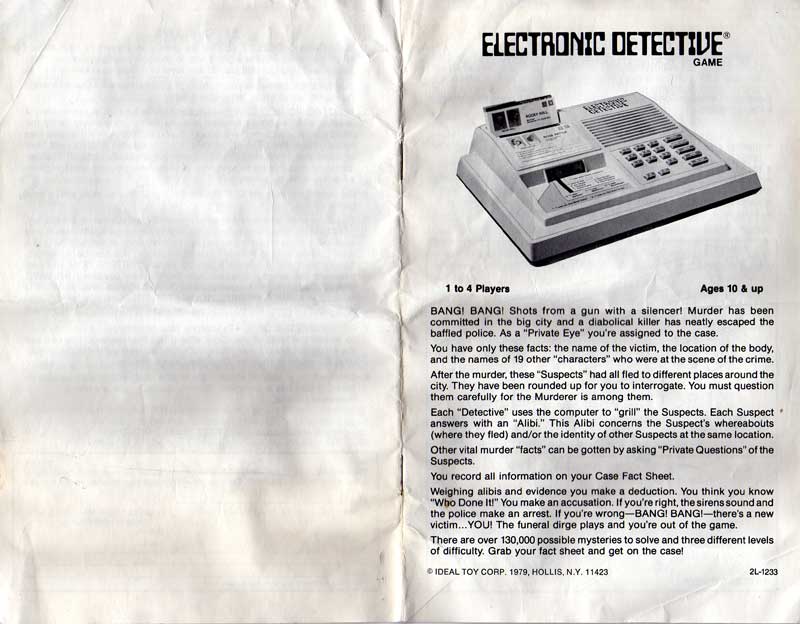 ELECTRONIC DETECTIVE®
GAME
ELECTRONIC
DETECTIVE
1 to 4 Players Ages 10 & up
BANG! BANG! Shots from a gun with a silencer! Murder has been
committed in the big city and a diabolical killer has neatly escaped the
baffled police. As a "Private Eye" you're assigned to the case.
You have only these facts: the name of the victim, the location of the body,
and the names of 19 other "characters" who were at the scene of the crime.
After the murder, these "Suspects" had all fled to different places around the
city. They have been rounded up for you to interrogate. You must question
them carefully for the Murderer is among them.
Each "Detective" uses the computer to "grill" the Suspects. Each Suspect
answers with an "Alibi." This Alibi concerns the Suspect's whereabouts
(where they fled) and/or the identity of other Suspects at the same location.
Other vital murder "facts" can be gotten by asking "Private Questions" of the
Suspects.
You record all information on your Case Fact Sheet.
Weighing alibis and evidence you make a deduction. You think you know
"Who Done It!" You make an accusation. If you're right, the sirens sound and
the police make an arrest. If you're wrong—BANG! BANG!—there's a new
victim...YOU! The funeral dirge plays and you're out of the game.
There are over 130,000 possible mysteries to solve and three different levels
of difficulty. Grab your fact sheet and get on the case!
© IDEAL TOY CORP. 1979, HOLLIS, N.Y. 11423 2L-1233